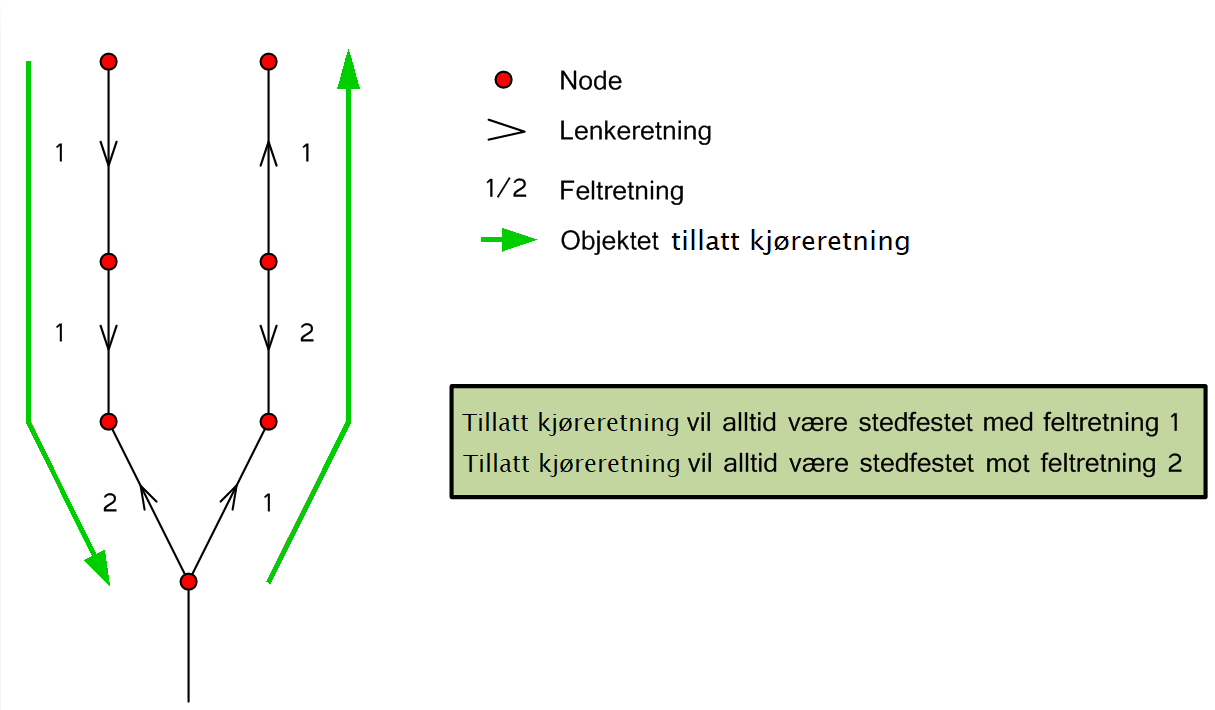 1
1
1
2
2
1
Node
Lenkeretning
1/2 Feltretning
Objektet tillatt kjøreretning
Tillatt kjøreretning vil alltid være stedfestet med feltretning 1
Tillatt kjøreretning vil alltid være stedfestet mot feltretning 2